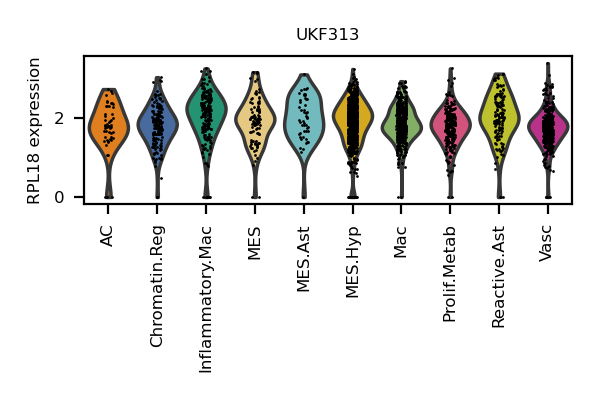 UKF313
RPL18 expression
2
0
AC
Chromatin.Reg
Inflammatory.Mac
MES
MES.Ast
MES.Hyp
Mac
Prolif.Metab
Reactive.Ast
Vasc